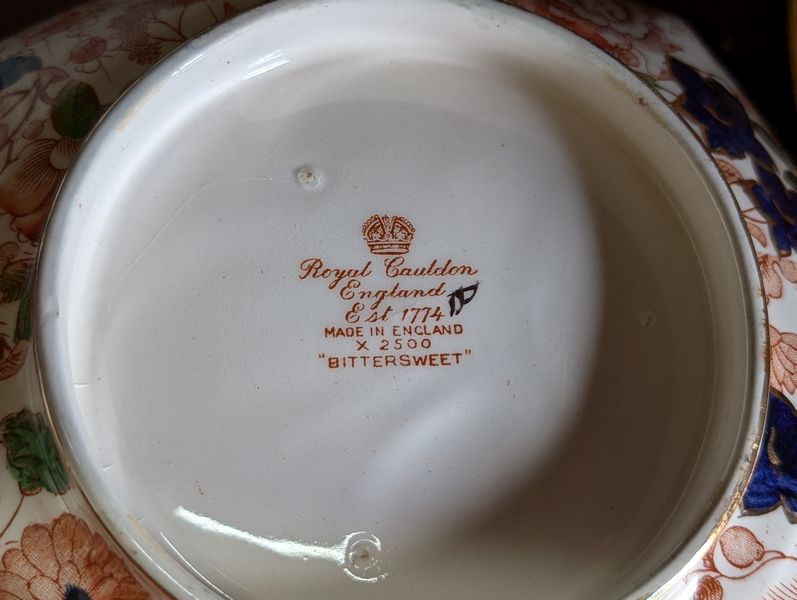 Royal Cauldon
England
Est 1774
MADE IN ENGLAND
X 2500
"BITTERSWEET"